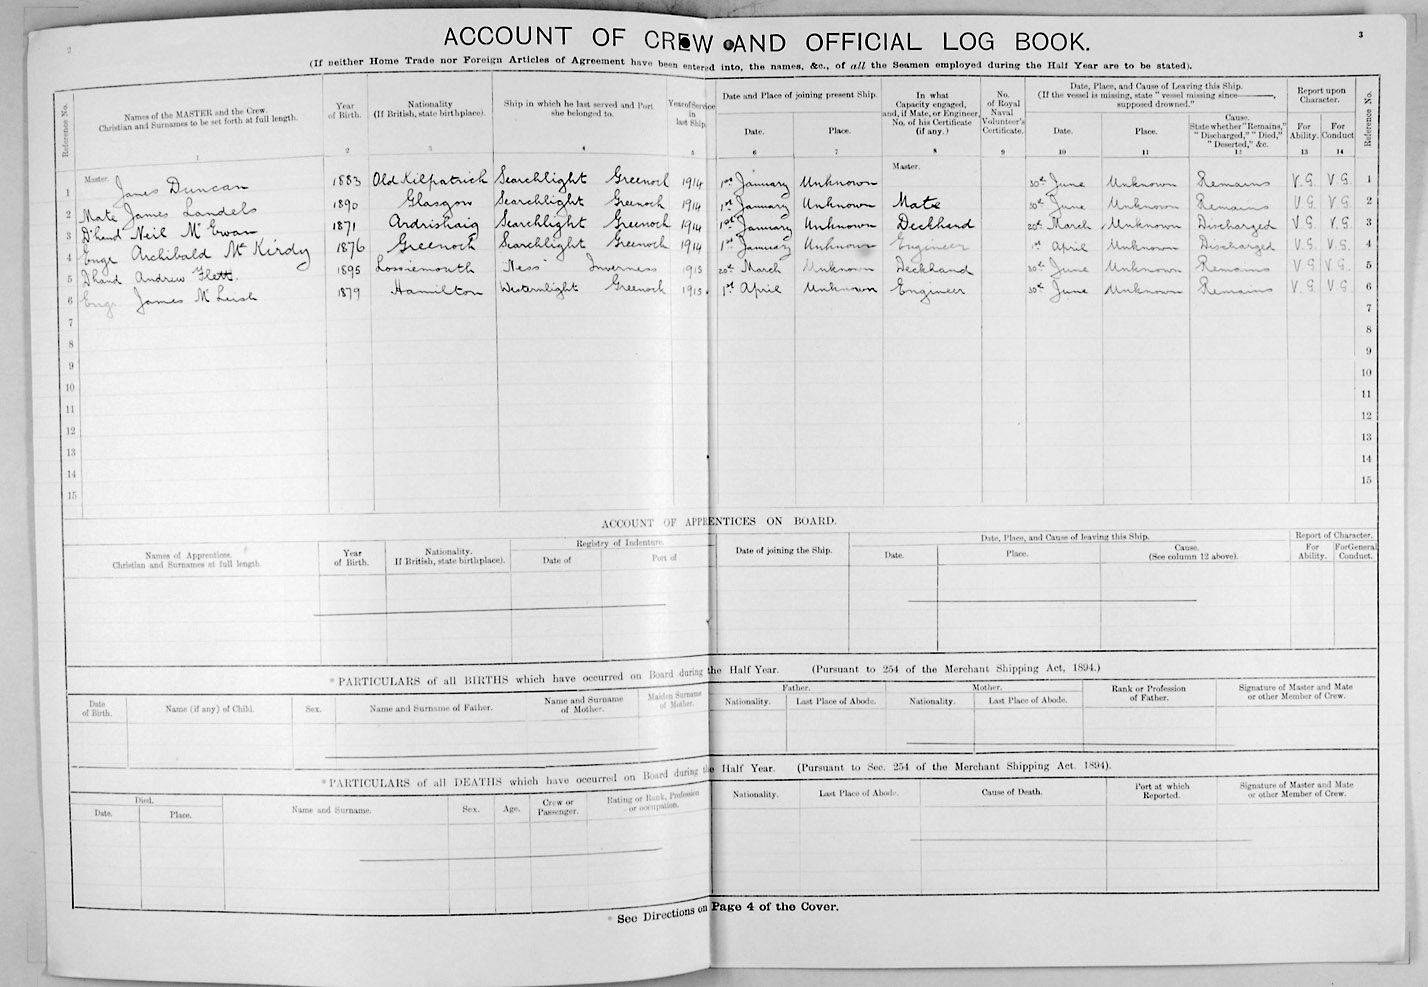 2
3
ACCOUNT OF CREW AND OFFICIAL LOG BOOK.
(If neither Home Trade nor Foreign Articles of Agreement have been entered into, the names, &c., of all the Seamen employed during the Half Year are to be stated).
Reference No. | Names of the MASTER and the Crew. Christian and Surnames to be set forth at full length. | Year of Birth. | Nationality (If British, state birthplace). | Ship in which he last served and Port she belonged to. | Year of Service in last Ship. | Date and Place of joining present Ship. Date. Place. | In what Capacity engaged, and, if Mate, or Engineer, No. of his Certificate (if any.) | No. of Royal Naval Volunteer's Certificate. | Date, Place, and Cause of Leaving this Ship. (If the vessel is missing, state "vessel missing since———, supposed drowned." Date. Place. Cause. State whether "Remains," "Discharged," "Died," "Deserted," &c. | Report upon Character. For Ability. For Conduct | Reference No.
1 2 3 4 5 6 7 8 9 10 11 12 13 14
1 Master. James Duncan 1883 Old Kilpatrick Searchlight Greenock 1914 1st January Unknown Master. 30th June Unknown Remains V.G. V.G. 1
2 Mate James Landels 1890 Glasgow Searchlight Greenock 1914 1st January Unknown Mate 30th June Unknown Remains V.G. V.G. 2
3 D'hand Neil McEwan 1871 Ardrishaig Searchlight Greenock 1914 1st January Unknown Deckhand 20th March Unknown Discharged V.G. V.G. 3
4 Engr Archibald McKirdy 1876 Greenock Searchlight Greenock 1914 1st January Unknown Engineer 1st April Unknown Discharged V.G. V.G. 4
5 Dhand Andrew Flett 1895 Lossiemouth "Ness" Inverness 1915 20th March Unknown Deckhand 30th June Unknown Remains V.G. V.G. 5
6 Engr James McLeish 1879 Hamilton Westernlight Greenock 1915. 1st April Unknown Engineer 30th June Unknown Remains V.G. V.G. 6
7 7
8 8
9 9
10 10
11 11
12 12
13 13
14 14
15 15
ACCOUNT OF APPRENTICES ON BOARD.
Names of Apprentices. Christian and Surnames at full length. | Year of Birth. | Nationality. If British, state birthplace). | Registry of Indenture. Date of Port of | Date of joining the Ship. | Date, Place, and Cause of leaving this Ship. Date. Place. Cause. (See column 12 above). | Report of Character. For Ability. For General Conduct.
*PARTICULARS of all BIRTHS which have occurred on Board during the Half Year. (Pursuant to 254 of the Merchant Shipping Act, 1894.)
Date of Birth. | Name (if any) of Child. | Sex. | Name and Surname of Father. | Name and Surname of Mother. | Maiden Surname of Mother. | Father. Nationality. Last Place of Abode. | Mother. Nationality. Last Place of Abode. | Rank or Profession of Father. | Signature of Master and Mate or other Member of Crew.
*PARTICULARS of all DEATHS which have occurred on Board during the Half Year. (Pursuant to Sec. 254 of the Merchant Shipping Act. 1894).
Died. Date. Place. | Name and Surname. | Sex. | Age. | Crew or Passenger. | Rating or Rank, Profession or occupation. | Nationality. | Last Place of Abode. | Cause of Death. | Port at which Reported. | Signature of Master and Mate or other Member of Crew.
* See Directions on Page 4 of the Cover.